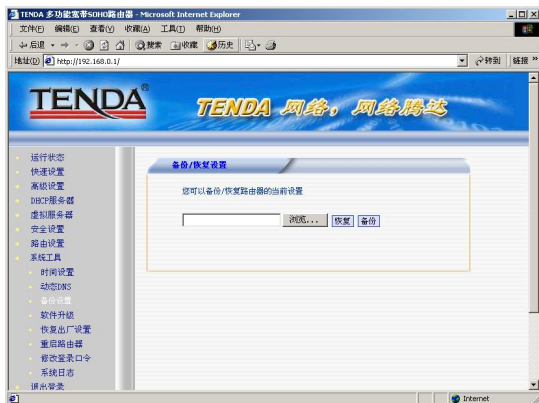 TENDA 多功能宽带SOHO路由器 - Microsoft Internet Explorer
文件(F) 编辑(E) 查看(V) 收藏(A) 工具(T) 帮助(H)
后退 搜索 收藏 历史
地址(D) http://192.168.0.1/ 转到 链接 »
TENDA®
TENDA 网络，网络腾达
运行状态
快速设置
高级设置
DHCP服务器
虚拟服务器
安全设置
路由设置
系统工具
时间设置
动态DNS
备份设置
软件升级
恢复出厂设置
重启路由器
修改登录口令
系统日志
退出登录
备份/恢复设置
您可以备份/恢复路由器的当前设置
浏览... 恢复 备份
Internet